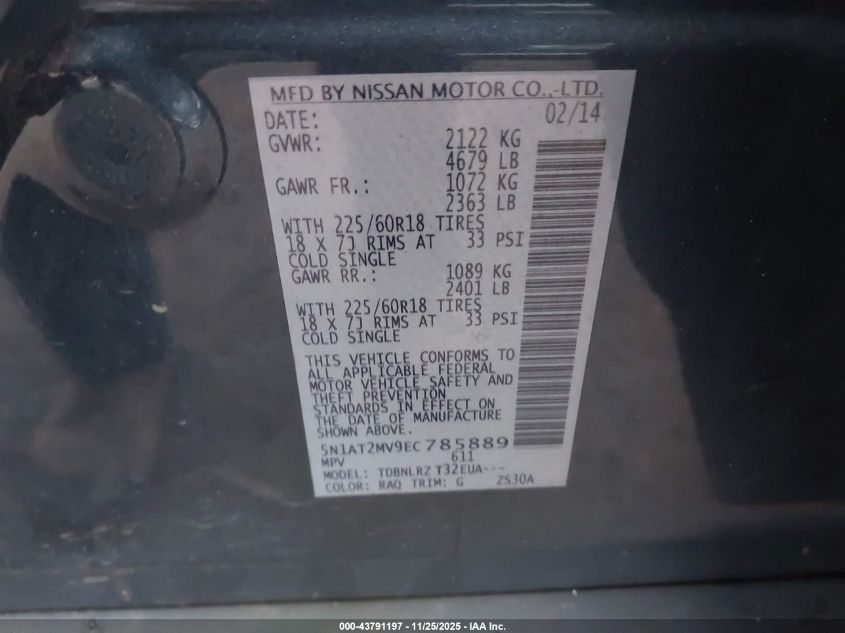 MFD BY NISSAN MOTOR CO.,-LTD.
DATE: 02/14
GVWR: 2122 KG
4679 LB
GAWR FR.: 1072 KG
2363 LB
WITH 225/60R18 TIRES
18 X 7J RIMS AT 33 PSI
COLD SINGLE
GAWR RR.: 1089 KG
2401 LB
WITH 225/60R18 TIRES
18 X 7J RIMS AT 33 PSI
COLD SINGLE
THIS VEHICLE CONFORMS TO
ALL APPLICABLE FEDERAL
MOTOR VEHICLE SAFETY AND
THEFT PREVENTION
STANDARDS IN EFFECT ON
THE DATE OF MANUFACTURE
SHOWN ABOVE.
5N1AT2MV9EC785889
MPV 611
MODEL: TDBNLRZ T32EUA---
COLOR: RAQ TRIM: G ZS30A
000-43791197 - 11/25/2025 - IAA Inc.